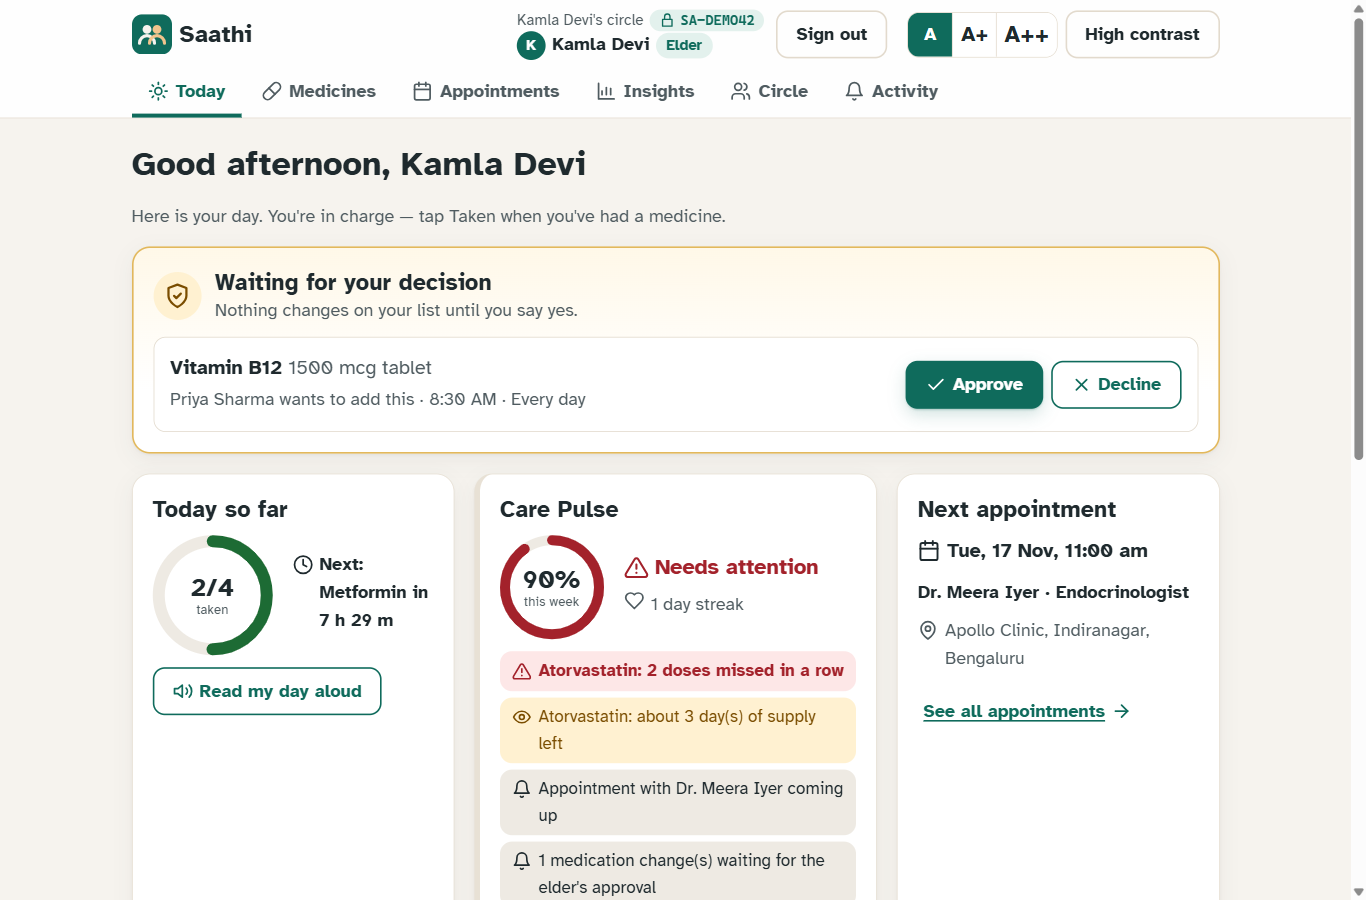 Saathi
Kamla Devi's circle SA-DEMO42
K Kamla Devi Elder
Sign out
A A+ A++
High contrast
Today Medicines Appointments Insights Circle Activity
Good afternoon, Kamla Devi
Here is your day. You're in charge — tap Taken when you've had a medicine.
Waiting for your decision
Nothing changes on your list until you say yes.
Vitamin B12 1500 mcg tablet
Priya Sharma wants to add this · 8:30 AM · Every day
Approve Decline
Today so far
2/4
taken
Next:
Metformin in
7 h 29 m
Read my day aloud
Care Pulse
90%
this week
Needs attention
1 day streak
Atorvastatin: 2 doses missed in a row
Atorvastatin: about 3 day(s) of supply
left
Appointment with Dr. Meera Iyer coming
up
1 medication change(s) waiting for the
elder's approval
Next appointment
Tue, 17 Nov, 11:00 am
Dr. Meera Iyer · Endocrinologist
Apollo Clinic, Indiranagar,
Bengaluru
See all appointments